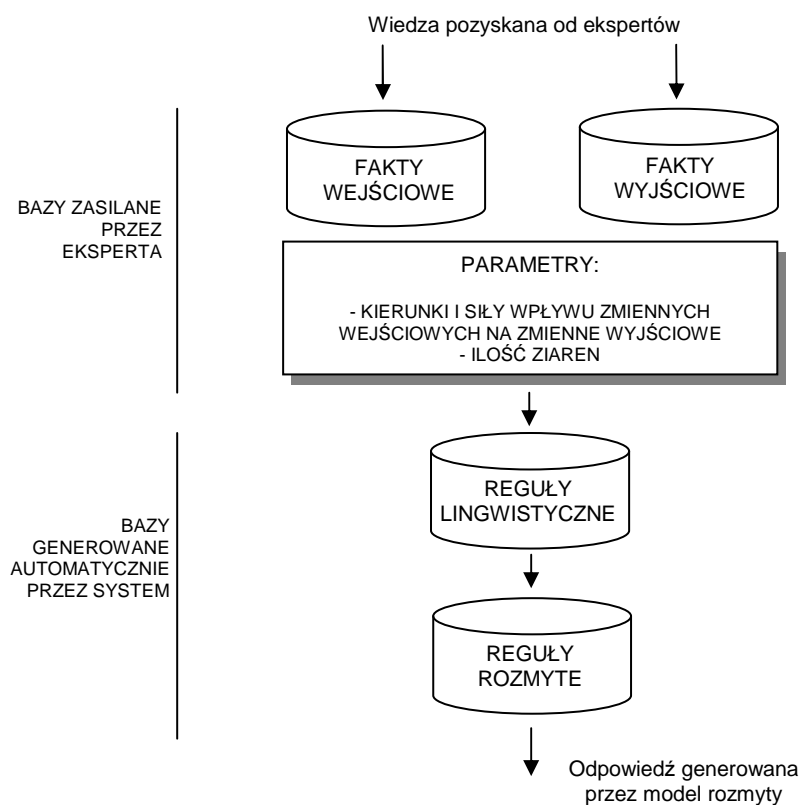 Wiedza pozyskana od ekspertów
FAKTY
WEJŚCIOWE
FAKTY
WYJŚCIOWE
BAZY ZASILANE
PRZEZ
EKSPERTA
PARAMETRY:
- KIERUNKI I SIŁY WPŁYWU ZMIENNYCH
WEJŚCIOWYCH NA ZMIENNE WYJŚCIOWE
- ILOŚĆ ZIAREN
REGUŁY
LINGWISTYCZNE
BAZY
GENEROWANE
AUTOMATYCZNIE
PRZEZ SYSTEM
REGUŁY
ROZMYTE
Odpowiedź generowana
przez model rozmyty